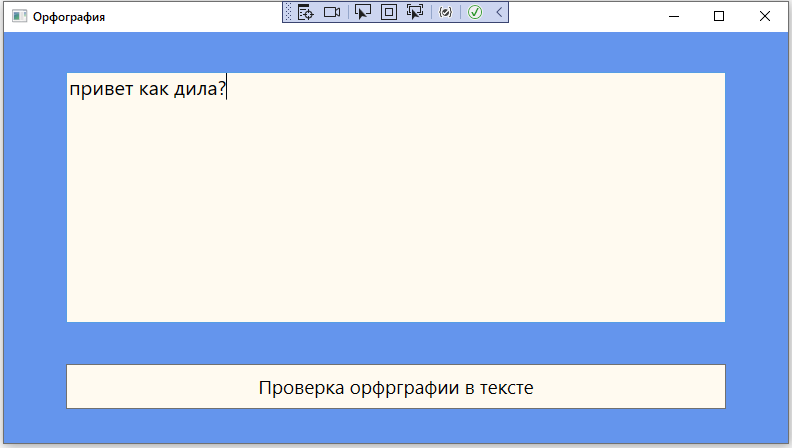 Орфография
привет как дила?
Проверка орфрграфии в тексте